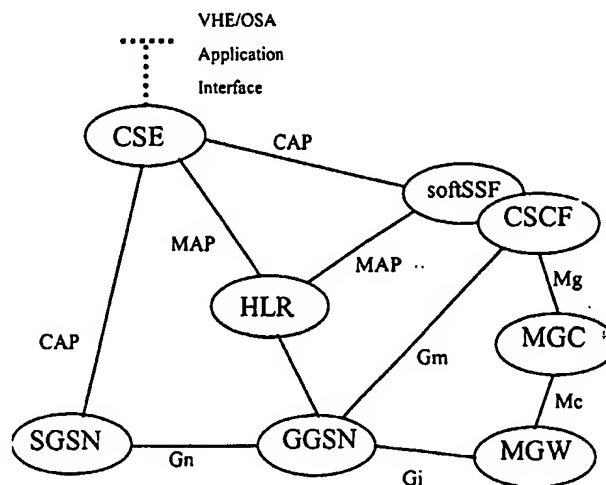 VHE/OSA
Application
Interface
CSE
CAP
softSSF
CSCF
MAP
MAP
Mg
HLR
MGC
CAP
Gm
Mc
SGSN
GGSN
MGW
Gn
Gi